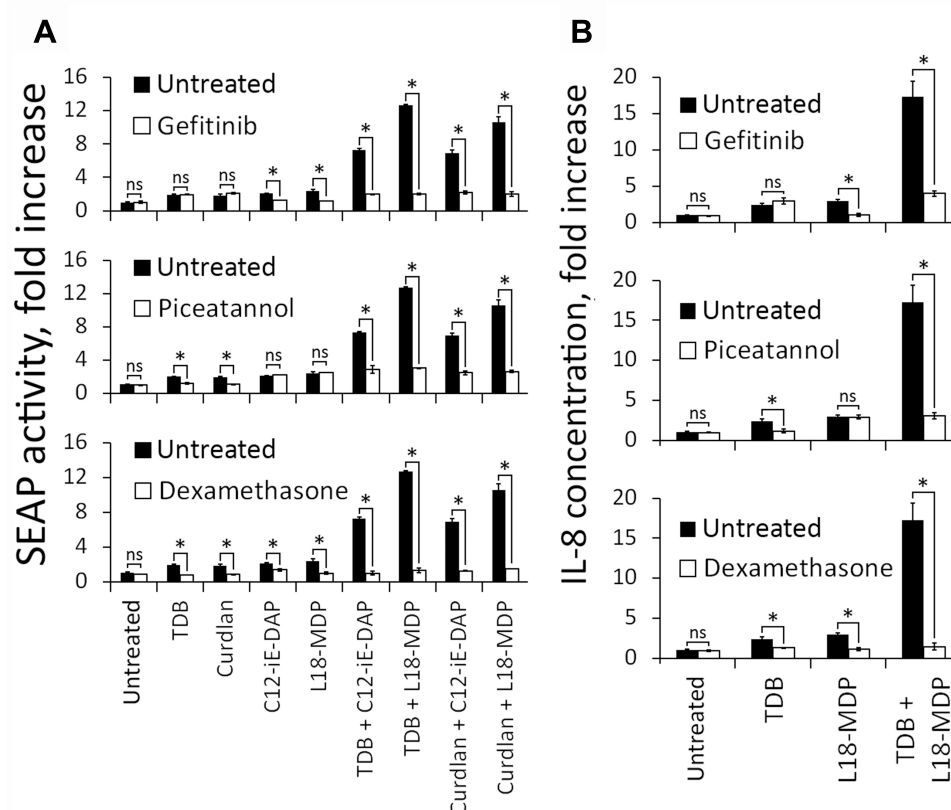 A
SEAP activity, fold increase
16
12
8
4
0
Untreated
Gefitinib
ns
ns
ns
*
*
*
*
*
*
16
12
8
4
0
Untreated
Piceatannol
ns
*
*
ns
ns
*
*
*
*
16
12
8
4
0
Untreated
Dexamethasone
ns
*
*
*
*
*
*
*
*
Untreated
TDB
Curdlan
C12-iE-DAP
L18-MDP
TDB + C12-iE-DAP
TDB + L18-MDP
Curdlan + C12-iE-DAP
Curdlan + L18-MDP
B
IL-8 concentration, fold increase
20
15
10
5
0
Untreated
Gefitinib
ns
ns
*
*
20
15
10
5
0
Untreated
Piceatannol
ns
*
ns
*
20
15
10
5
0
Untreated
Dexamethasone
ns
*
*
*
Untreated
TDB
L18-MDP
TDB +
L18-MDP